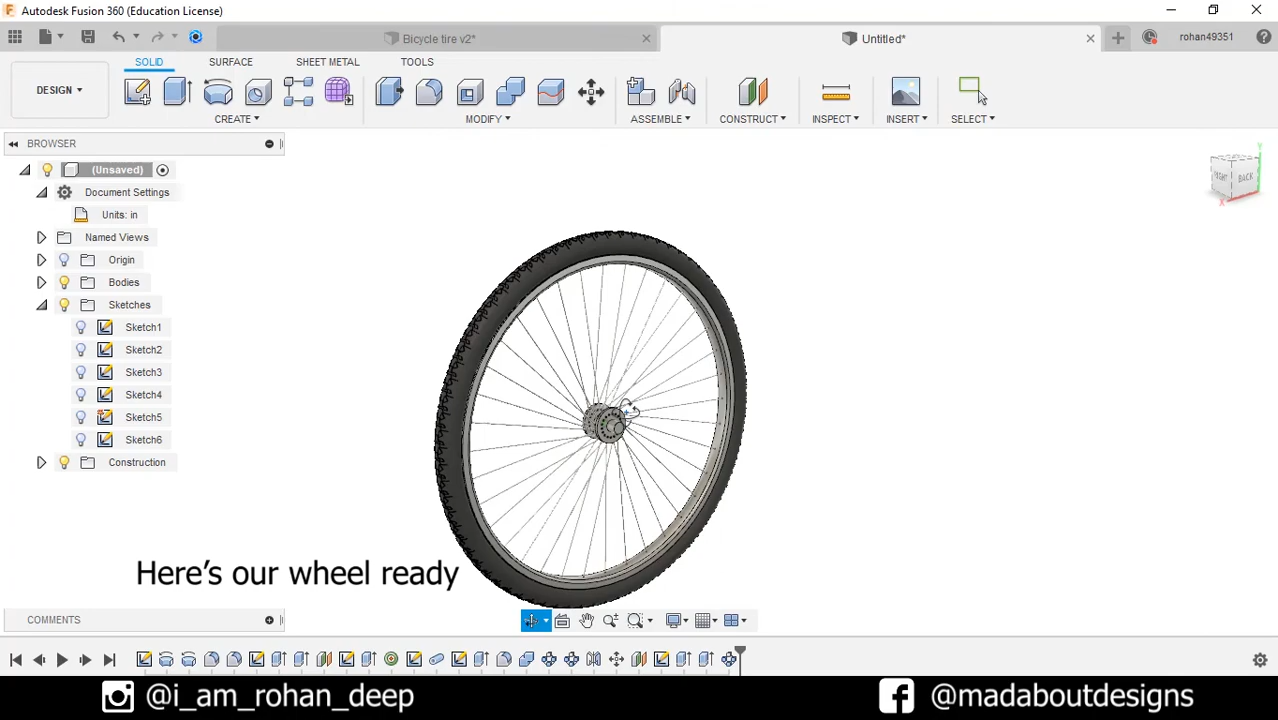 Autodesk Fusion 360 (Education License)
Bicycle tire v2*
Untitled*
rohan49351
SOLID
SURFACE
SHEET METAL
TOOLS
DESIGN
CREATE
MODIFY
ASSEMBLE
CONSTRUCT
INSPECT
INSERT
SELECT
BROWSER
(Unsaved)
Document Settings
Units: in
Named Views
Origin
Bodies
Sketches
Sketch1
Sketch2
Sketch3
Sketch4
Sketch5
Sketch6
Construction
RIGHT
BACK
Y
X
Here's our wheel ready
COMMENTS
@i_am_rohan_deep
@madaboutdesigns